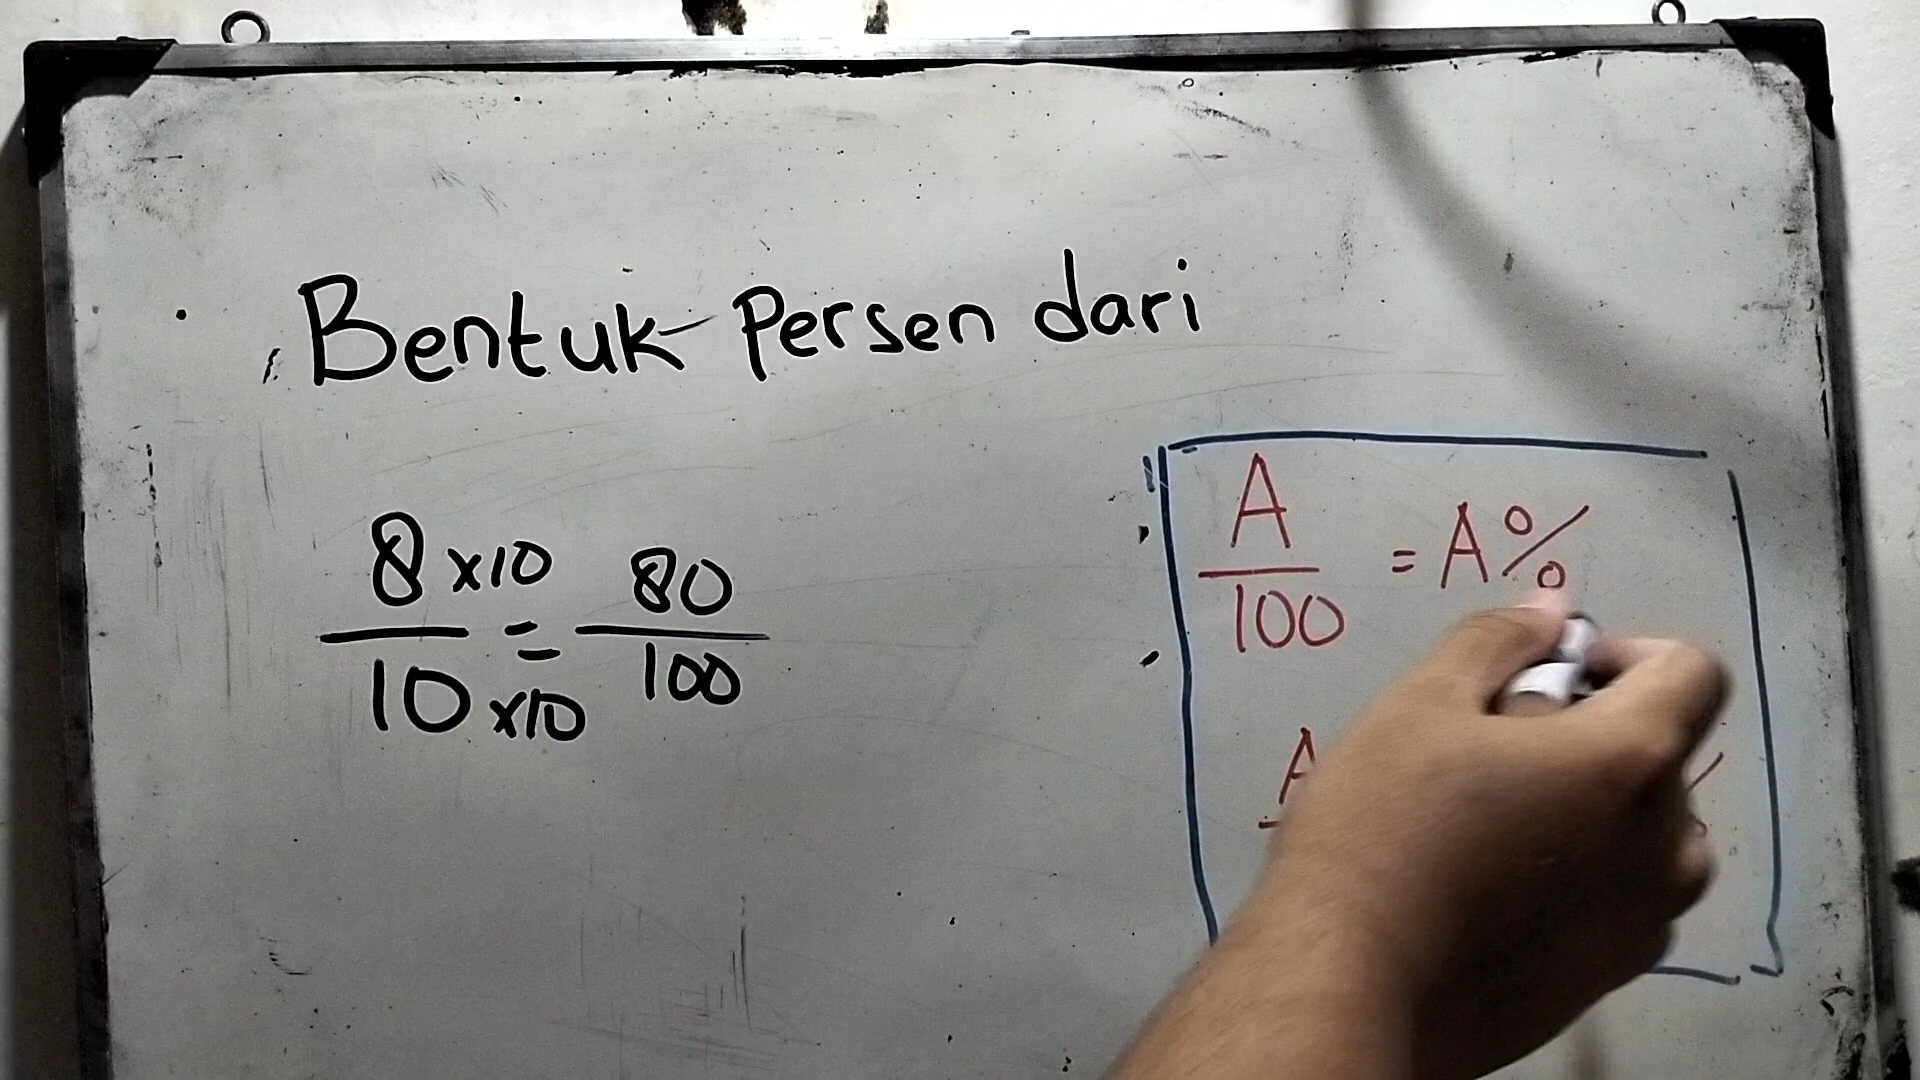 Bentuk Persen dari
8 x10 80
10 x10 = 100
A
100 = A%
A